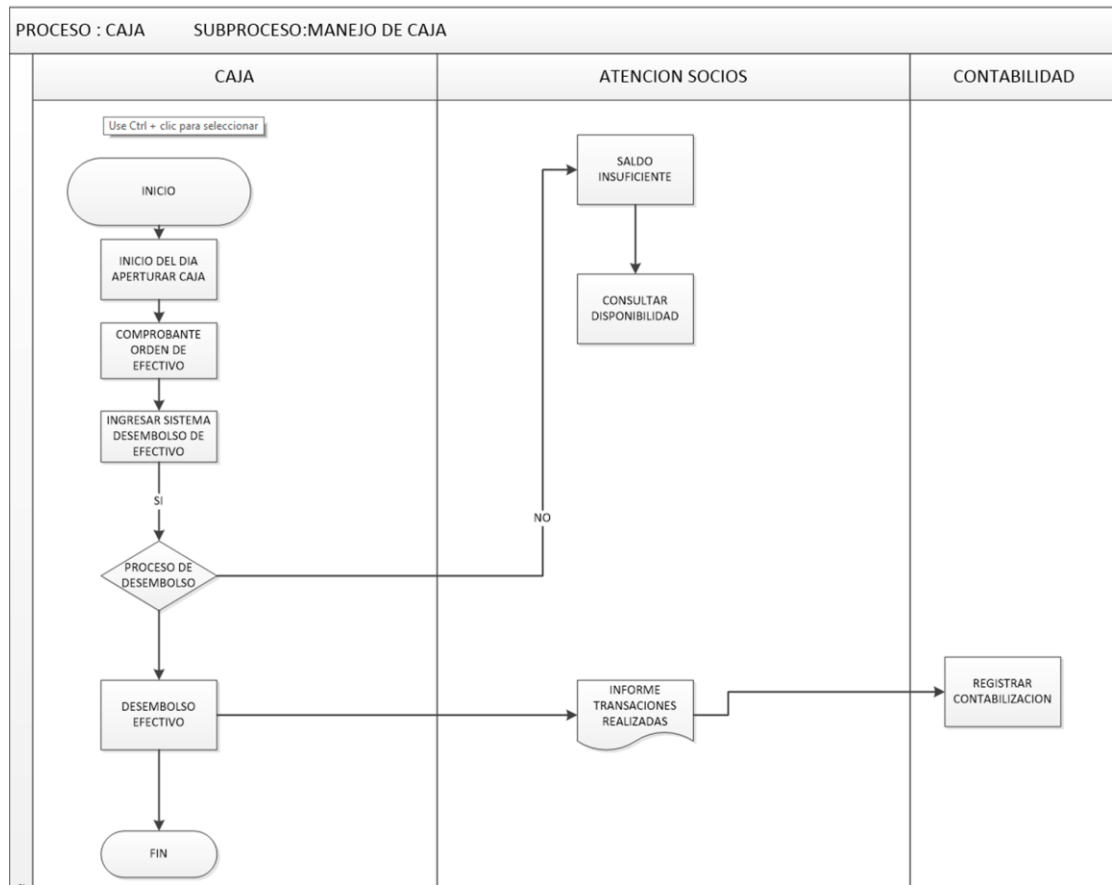 PROCESO : CAJA SUBPROCESO:MANEJO DE CAJA
CAJA
ATENCION SOCIOS
CONTABILIDAD
Use Ctrl + clic para seleccionar
INICIO
INICIO DEL DIA
APERTURAR CAJA
COMPROBANTE
ORDEN DE
EFECTIVO
INGRESAR SISTEMA
DESEMBOLSO DE
EFECTIVO
SI
PROCESO DE
DESEMBOLSO
NO
SALDO
INSUFICIENTE
CONSULTAR
DISPONIBILIDAD
DESEMBOLSO
EFECTIVO
INFORME
TRANSACIONES
REALIZADAS
REGISTRAR
CONTABILIZACION
FIN